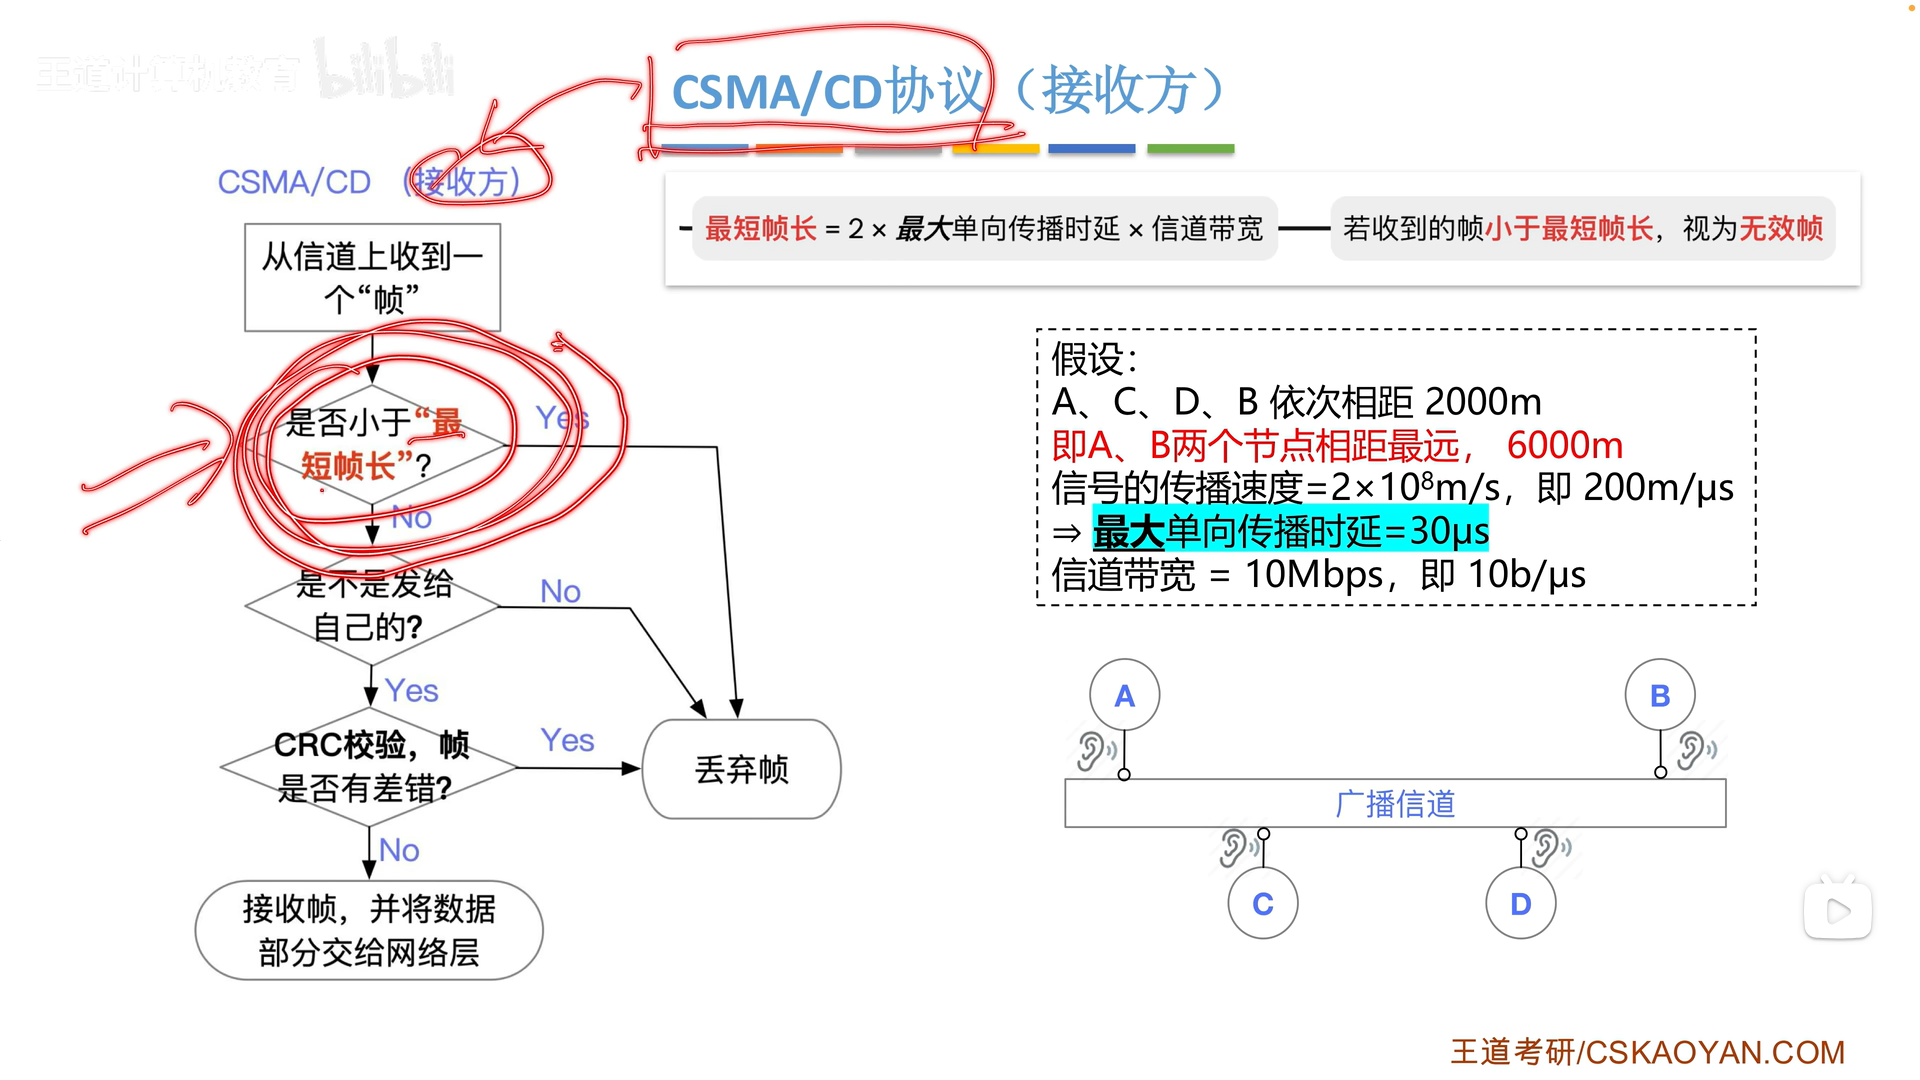 王道计算机教育 bilibili
CSMA/CD协议（接收方）
CSMA/CD （接收方）
最短帧长 = 2 × 最大单向传播时延 × 信道带宽
若收到的帧小于最短帧长，视为无效帧
从信道上收到一
个“帧”
是否小于“最
短帧长”?
Yes
No
是不是发给
自己的?
No
Yes
CRC校验，帧
是否有差错?
Yes
No
丢弃帧
接收帧，并将数据
部分交给网络层
假设：
A、C、D、B 依次相距 2000m
即A、B两个节点相距最远， 6000m
信号的传播速度=2×10⁸m/s，即 200m/μs
⇒ 最大单向传播时延=30μs
信道带宽 = 10Mbps，即 10b/μs
A
B
广播信道
C
D
王道考研/CSKAOYAN.COM